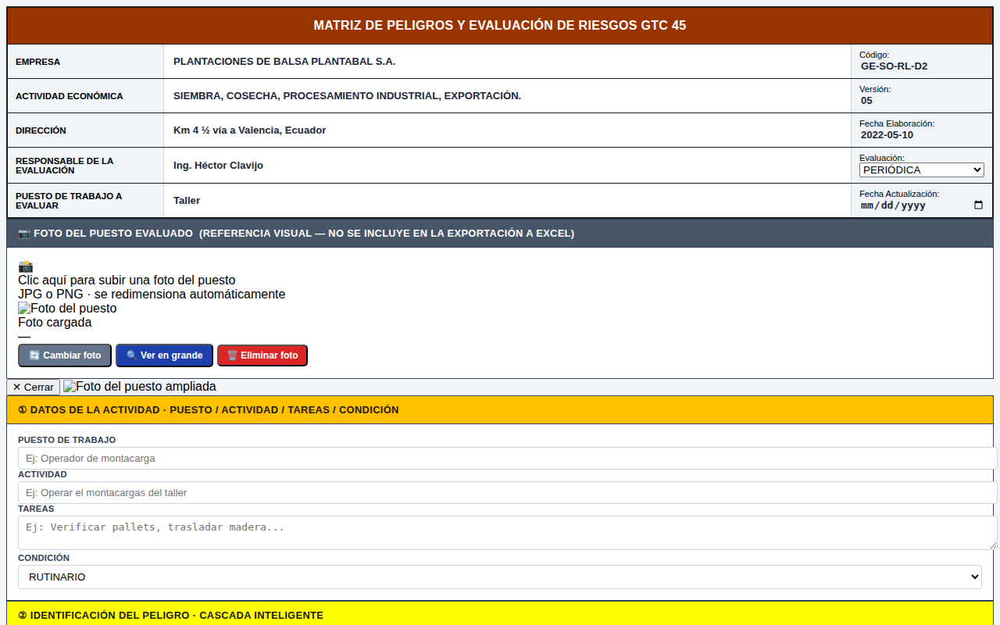 MATRIZ DE PELIGROS Y EVALUACIÓN DE RIESGOS GTC 45
EMPRESA
PLANTACIONES DE BALSA PLANTABAL S.A.
Código:
GE-SO-RL-D2
ACTIVIDAD ECONÓMICA
SIEMBRA, COSECHA, PROCESAMIENTO INDUSTRIAL, EXPORTACIÓN.
Versión:
05
DIRECCIÓN
Km 4 ½ vía a Valencia, Ecuador
Fecha Elaboración:
2022-05-10
RESPONSABLE DE LA
EVALUACIÓN
Ing. Héctor Clavijo
Evaluación:
PERIÓDICA
PUESTO DE TRABAJO A
EVALUAR
Taller
Fecha Actualización:
mm/dd/yyyy
📷 FOTO DEL PUESTO EVALUADO (REFERENCIA VISUAL — NO SE INCLUYE EN LA EXPORTACIÓN A EXCEL)
📸
Clic aquí para subir una foto del puesto
JPG o PNG · se redimensiona automáticamente
Foto del puesto
Foto cargada
—
🔄 Cambiar foto
🔍 Ver en grande
🗑️ Eliminar foto
✕ Cerrar
Foto del puesto ampliada
① DATOS DE LA ACTIVIDAD · PUESTO / ACTIVIDAD / TAREAS / CONDICIÓN
PUESTO DE TRABAJO
Ej: Operador de montacarga
ACTIVIDAD
Ej: Operar el montacargas del taller
TAREAS
Ej: Verificar pallets, trasladar madera...
CONDICIÓN
RUTINARIO
② IDENTIFICACIÓN DEL PELIGRO · CASCADA INTELIGENTE